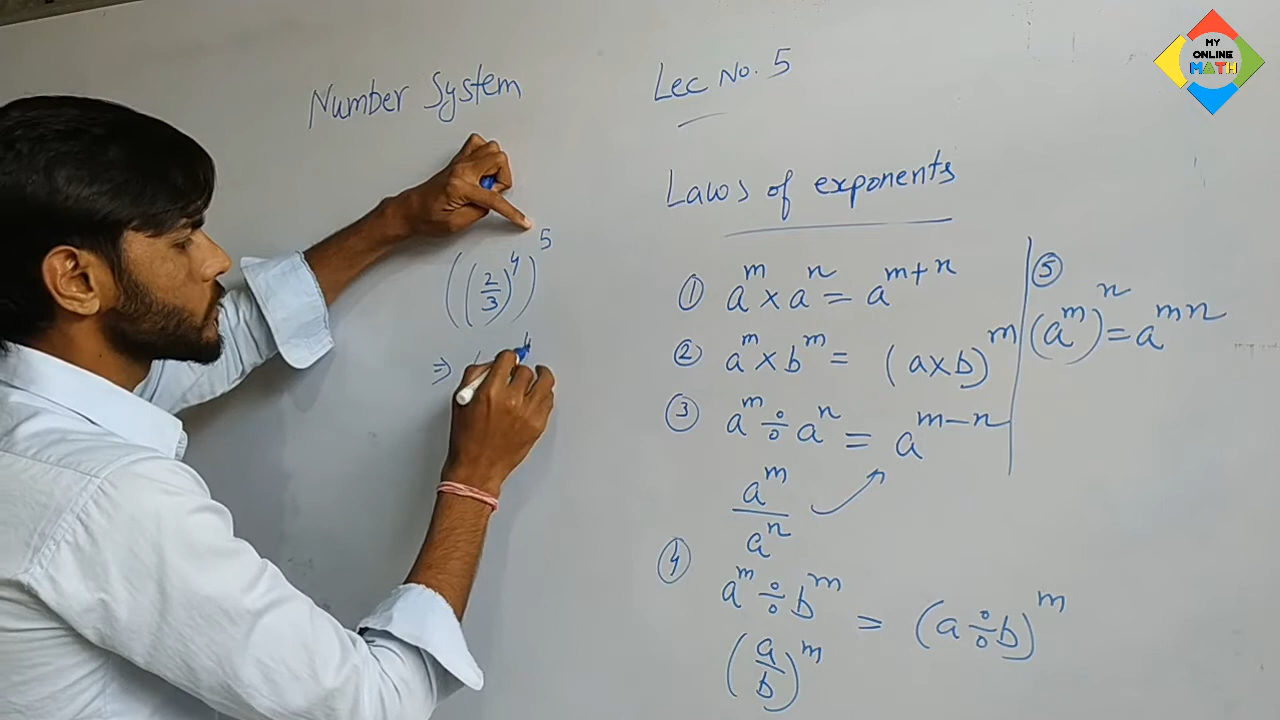 MY
ONLINE
MATH
Number System
Lec No. 5
((2/3)^4)^5
⇒
Laws of exponents
① a^m × a^n = a^(m+n)
② a^m × b^m = (a×b)^m
③ a^m ÷ a^n = a^(m-n)
a^m/a^n
④ a^m ÷ b^m = (a÷b)^m
(a/b)^m
⑤
(a^m)^n = a^(mn)